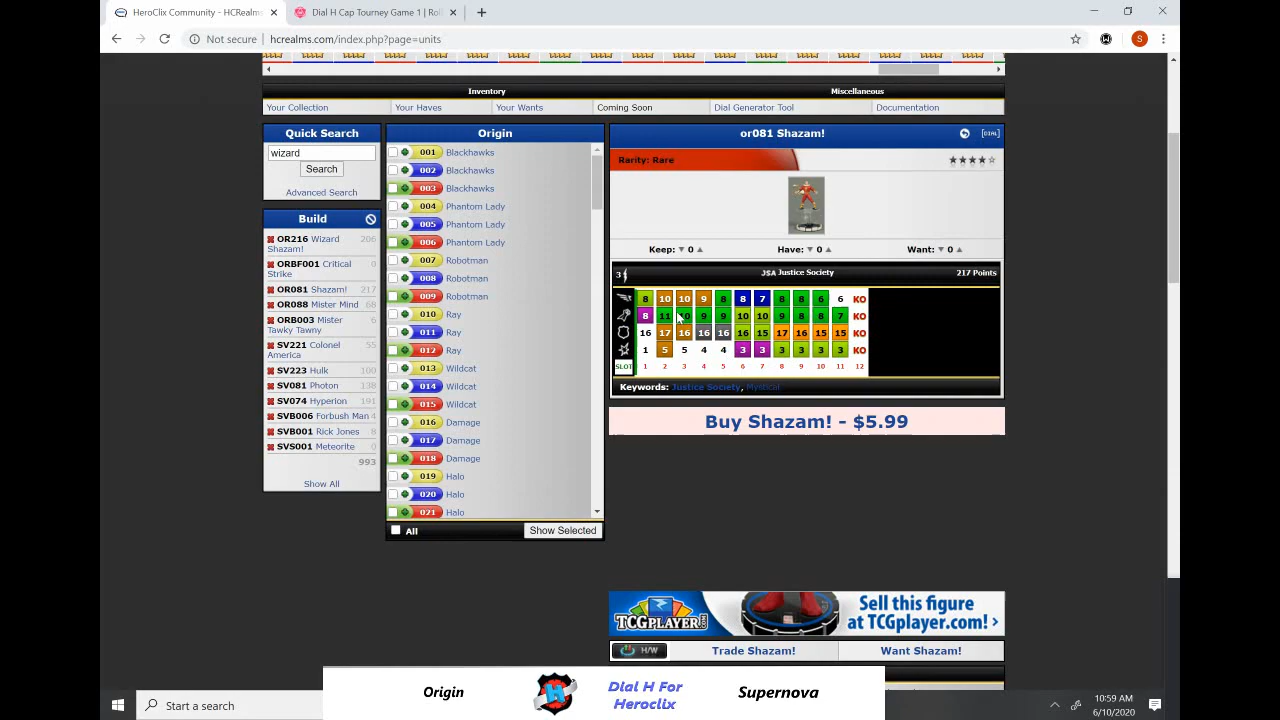 HeroClix Community - HCRealms...
Dial H Cap Tourney Game 1 | Roll
Not secure | hcrealms.com/index.php?page=units
S
Inventory
Miscellaneous
Your Collection
Your Haves
Your Wants
Coming Soon
Dial Generator Tool
Documentation
Quick Search
wizard
Search
Advanced Search
Build
OR216 Wizard 206
Shazam!
ORBF001 Critical 0
Strike
OR081 Shazam! 217
OR088 Mister Mind 68
ORB003 Mister 3
Tawky Tawny
SV221 Colonel 55
America
SV223 Hulk 100
SV081 Photon 138
SV074 Hyperion 191
SVB006 Forbush Man 4
SVB001 Rick Jones 8
SVS001 Meteorite 0
993
Show All
Origin
001 Blackhawks
002 Blackhawks
003 Blackhawks
004 Phantom Lady
005 Phantom Lady
006 Phantom Lady
007 Robotman
008 Robotman
009 Robotman
010 Ray
011 Ray
012 Ray
013 Wildcat
014 Wildcat
015 Wildcat
016 Damage
017 Damage
018 Damage
019 Halo
020 Halo
021 Halo
All
Show Selected
or081 Shazam!
[DIAL]
Rarity: Rare
Keep: 0
Have: 0
Want: 0
3
JSA Justice Society
217 Points
8 10 10 9 8 8 7 8 8 6 6 KO
8 11 10 9 9 10 10 9 8 8 7 KO
16 17 16 16 16 16 15 17 16 15 15 KO
1 5 5 4 4 3 3 3 3 3 3 KO
SLOT 1 2 3 4 5 6 7 8 9 10 11 12
Keywords: Justice Society, Mystical
Buy Shazam! - $5.99
TCGPLAYER.COM
Sell this figure
at TCGplayer.com! >
H/W
Trade Shazam!
Want Shazam!
Origin
H
Dial H For
Heroclix
Supernova
Start a search
10:59 AM
6/10/2020